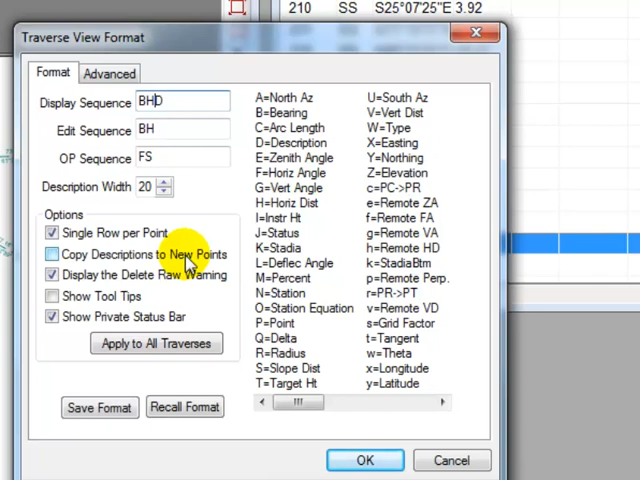 210 SS S25°07'25"E 3.92
Traverse View Format
Format Advanced
Display Sequence BHD
Edit Sequence BH
OP Sequence FS
Description Width 20
Options
Single Row per Point
Copy Descriptions to New Points
Display the Delete Raw Warning
Show Tool Tips
Show Private Status Bar
Apply to All Traverses
Save Format Recall Format
A=North Az U=South Az
B=Bearing V=Vert Dist
C=Arc Length W=Type
D=Description X=Easting
E=Zenith Angle Y=Northing
F=Horiz Angle Z=Elevation
G=Vert Angle c=PC->PR
H=Horiz Dist e=Remote ZA
I=Instr Ht f=Remote FA
J=Status g=Remote VA
K=Stadia h=Remote HD
L=Deflec Angle k=StadiaBtm
M=Percent p=Remote Perp.
N=Station r=PR->PT
O=Station Equation v=Remote VD
P=Point s=Grid Factor
Q=Delta t=Tangent
R=Radius w=Theta
S=Slope Dist x=Longitude
T=Target Ht y=Latitude
OK Cancel